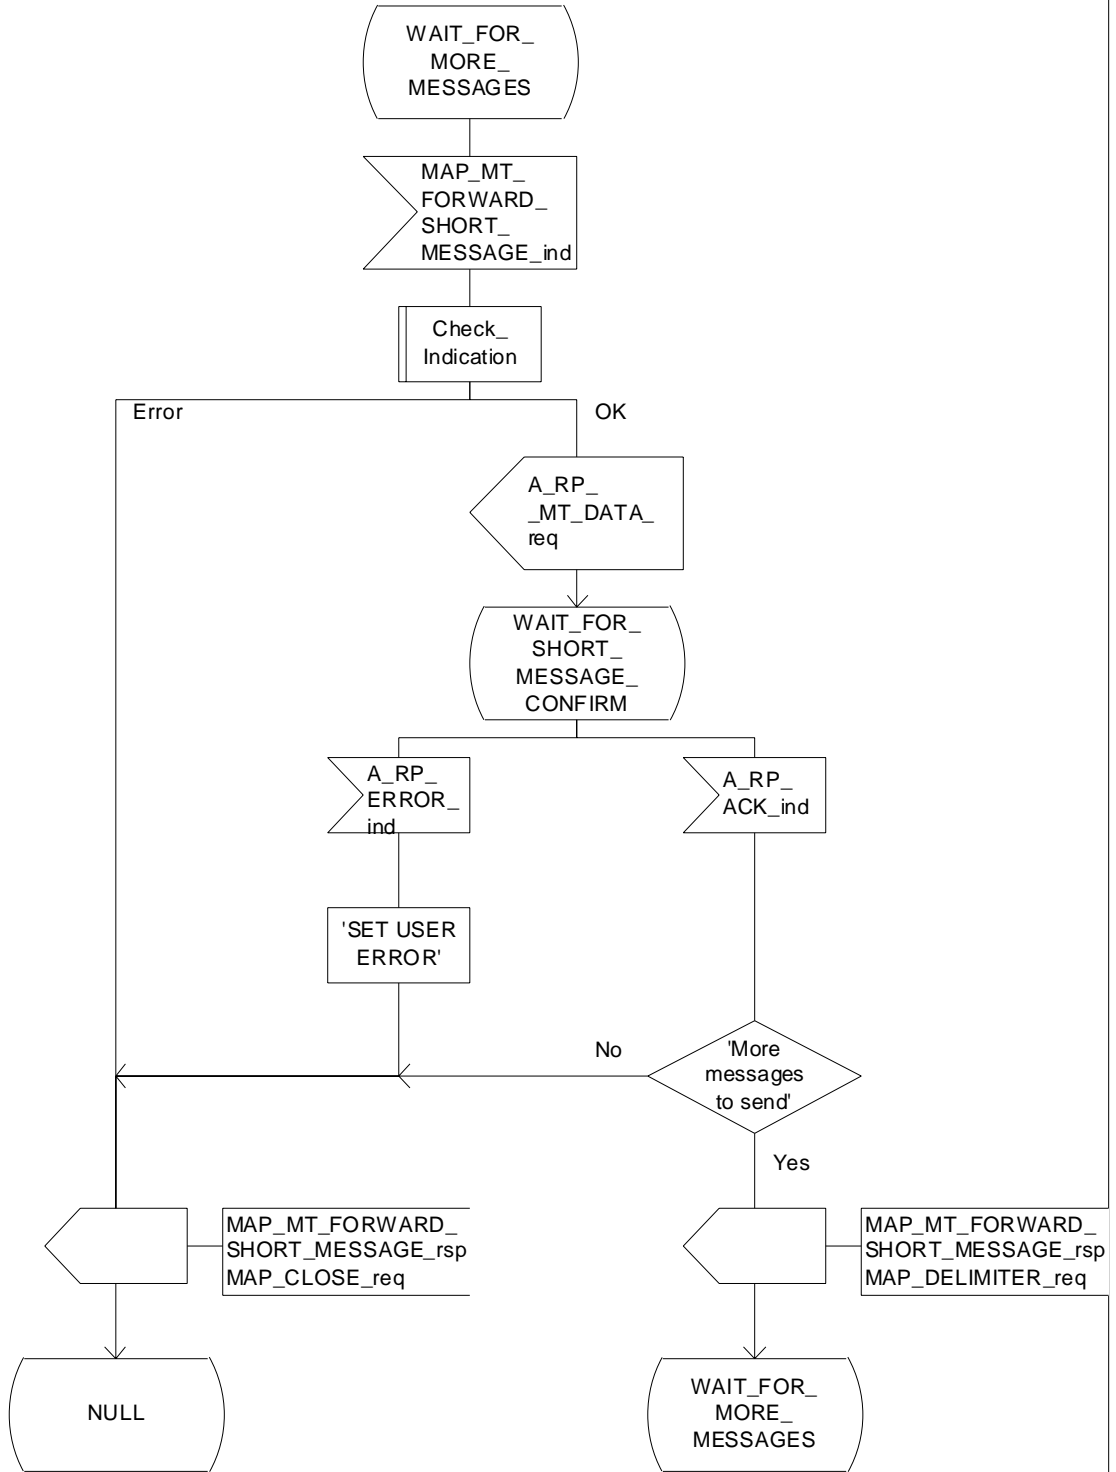 WAIT_FOR_
MORE_
MESSAGES
MAP_MT_
FORWARD_
SHORT_
MESSAGE_ind
Check_
Indication
Error
OK
A_RP_
_MT_DATA_
req
WAIT_FOR_
SHORT_
MESSAGE_
CONFIRM
A_RP_
ERROR_
ind
A_RP_
ACK_ind
'SET USER
ERROR'
No
'More
messages
to send'
Yes
MAP_MT_FORWARD_
SHORT_MESSAGE_rsp
MAP_CLOSE_req
MAP_MT_FORWARD_
SHORT_MESSAGE_rsp
MAP_DELIMITER_req
NULL
WAIT_FOR_
MORE_
MESSAGES